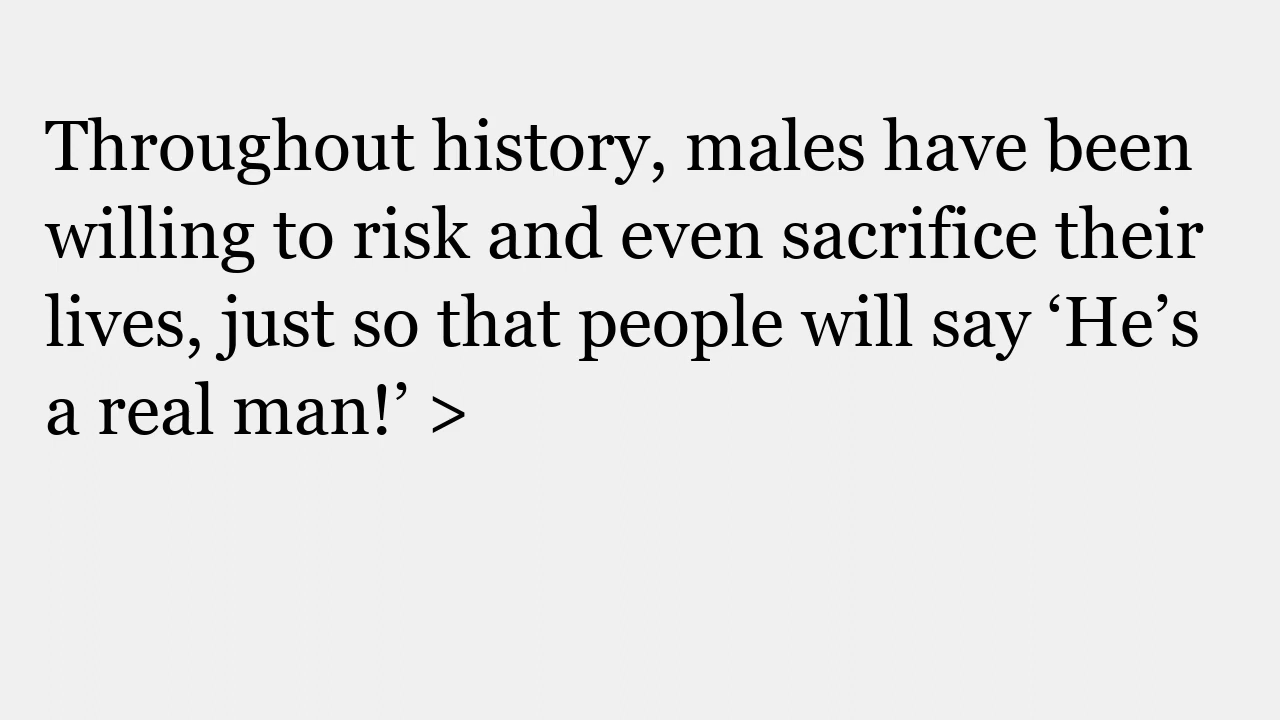 Throughout history, males have been
willing to risk and even sacrifice their
lives, just so that people will say ‘He’s
a real man!’ >